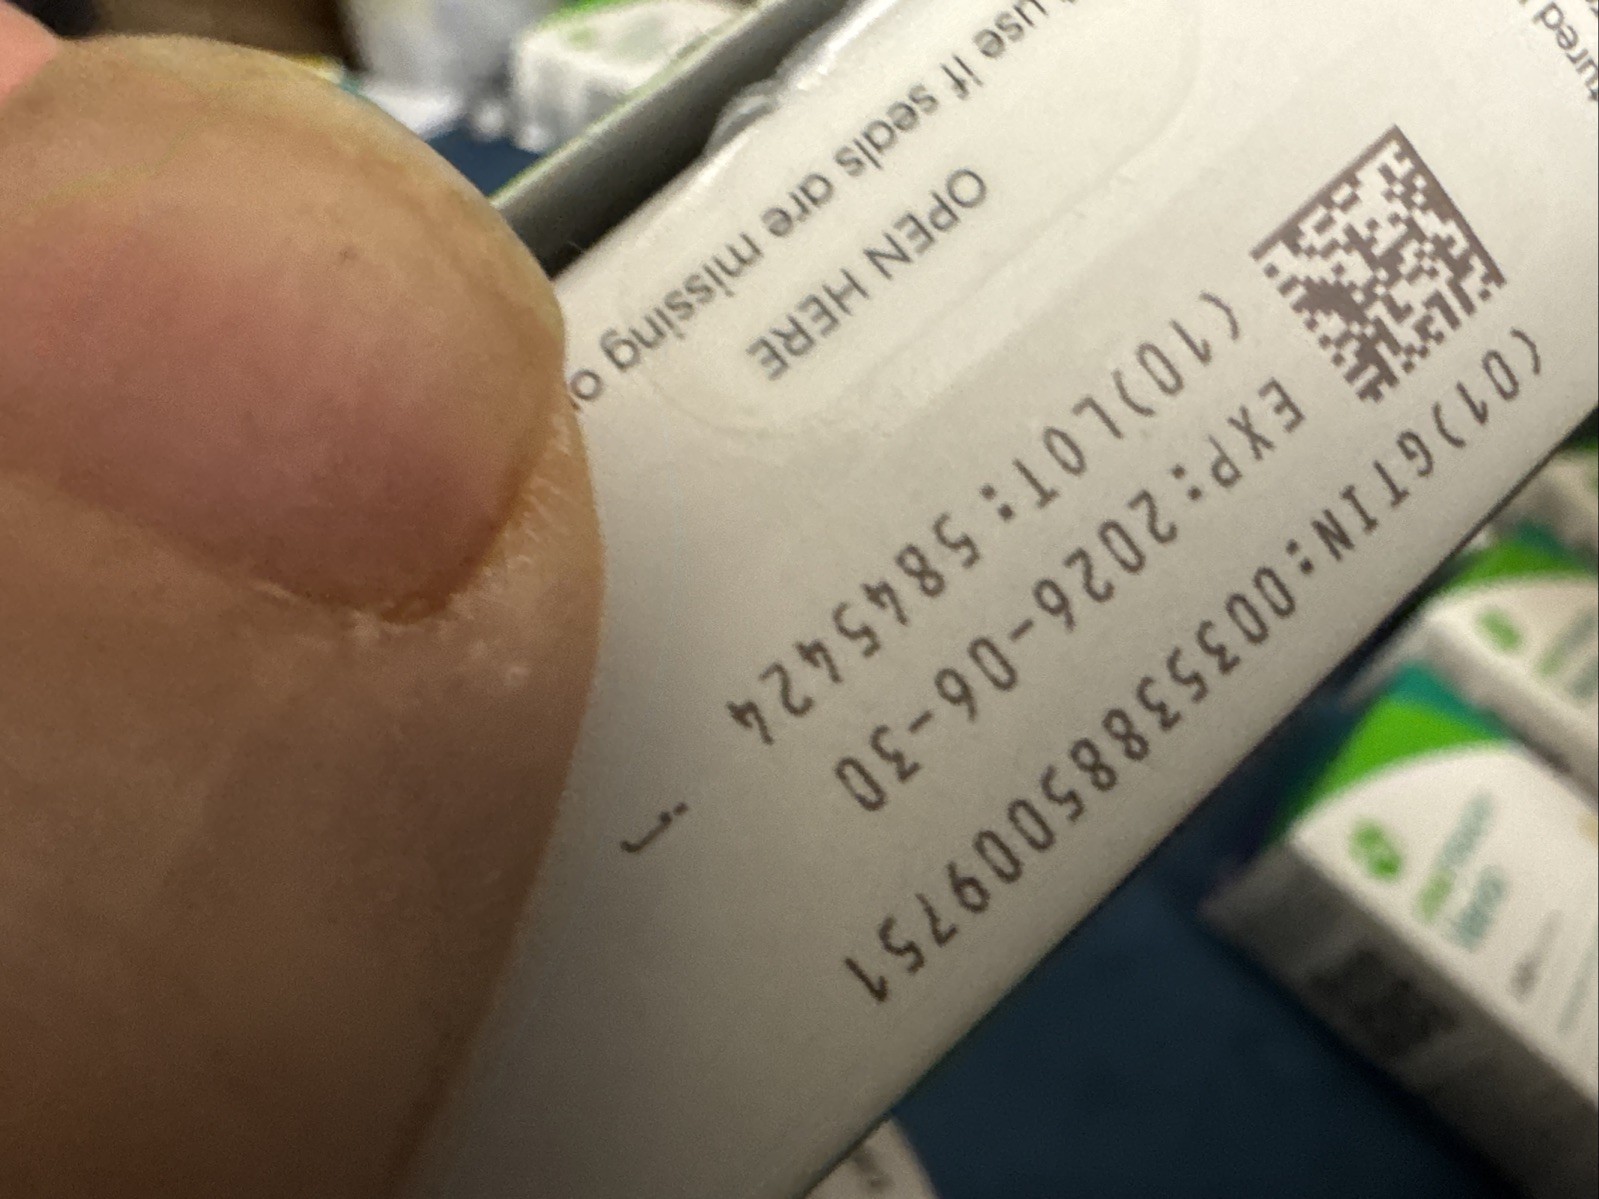 (01)GTIN:00353885009751
EXP:2026-06-30
(10)LOT:5845424
OPEN HERE
use if seals are missing